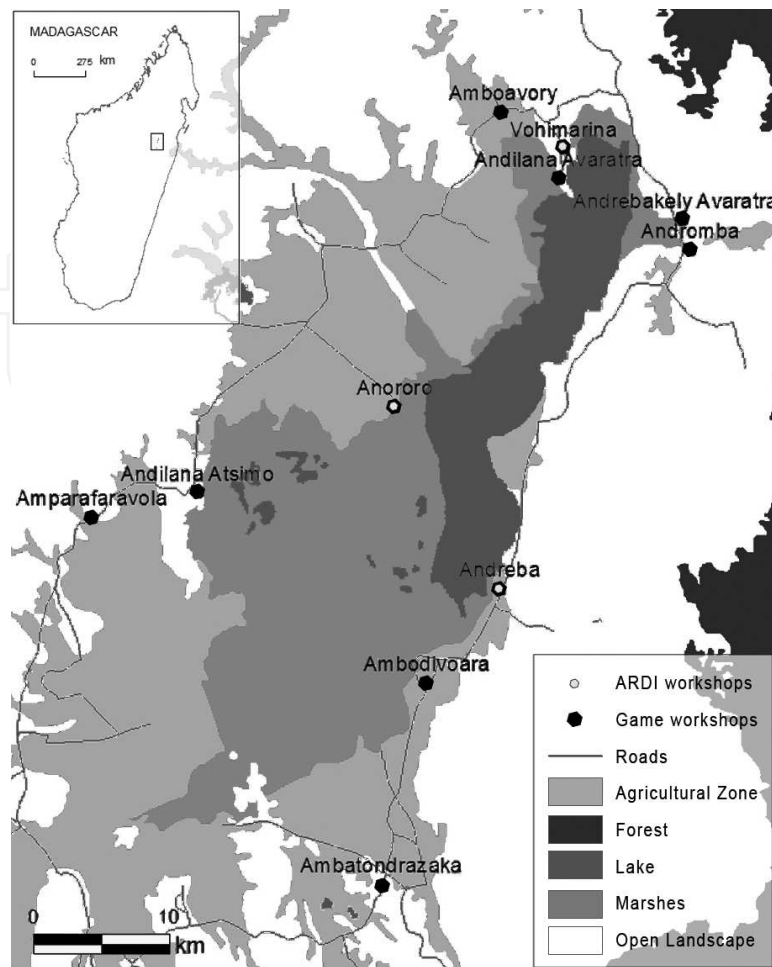 MADAGASCAR
0 275 km
Amboavory
Vohimarina
Andilana Avaratra
Andrebakely Avaratra
Andromba
Anororo
Andilana Atsimo
Amparafaravola
Andreba
Ambodivoara
Ambatondrazaka
0 10
km
ARDI workshops
Game workshops
Roads
Agricultural Zone
Forest
Lake
Marshes
Open Landscape